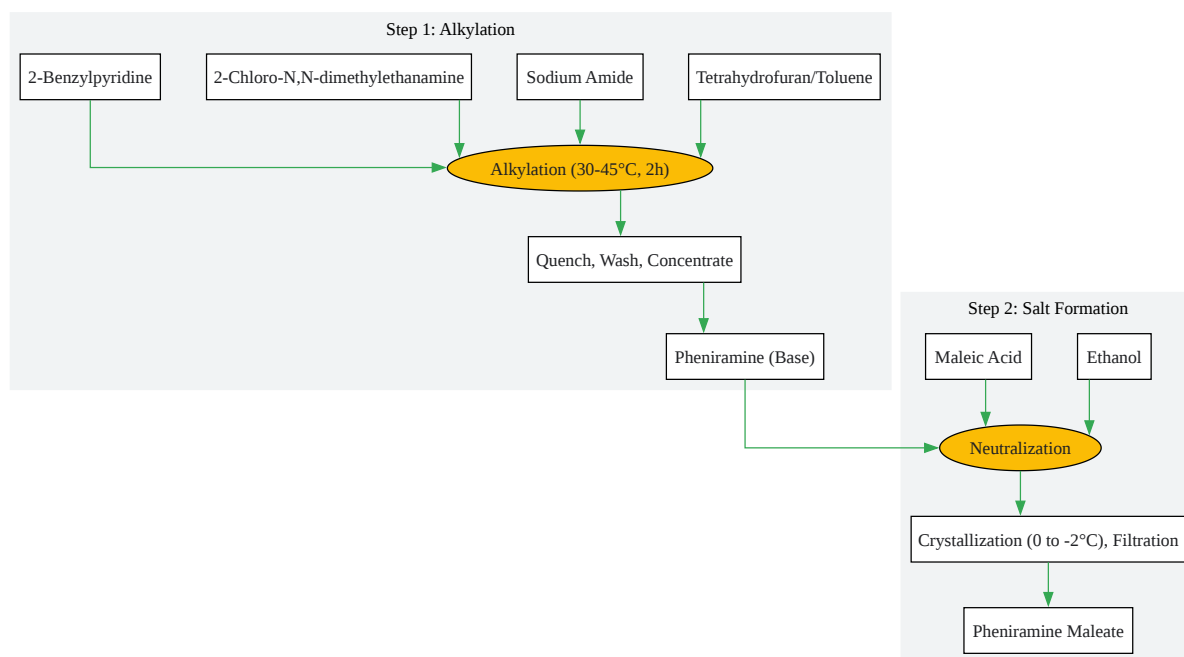 Step 1: Alkylation
2-Benzylpyridine
2-Chloro-N,N-dimethylethanamine
Sodium Amide
Tetrahydrofuran/Toluene
Alkylation (30-45°C, 2h)
Quench, Wash, Concentrate
Pheniramine (Base)
Step 2: Salt Formation
Maleic Acid
Ethanol
Neutralization
Crystallization (0 to -2°C), Filtration
Pheniramine Maleate